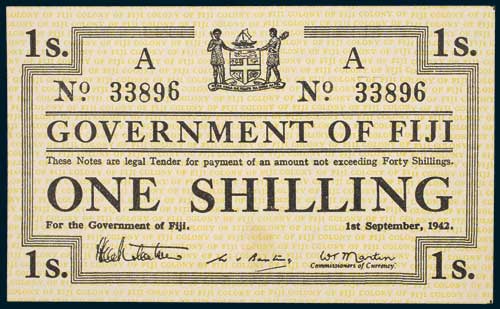 1s. 1s.
A A
Nº 33896 Nº 33896
GOVERNMENT OF FIJI
These Notes are legal Tender for payment of an amount not exceeding Forty Shillings.
ONE SHILLING
For the Government of Fiji. 1st September, 1942.
W Martin
Commissioners of Currency.
1s. 1s.